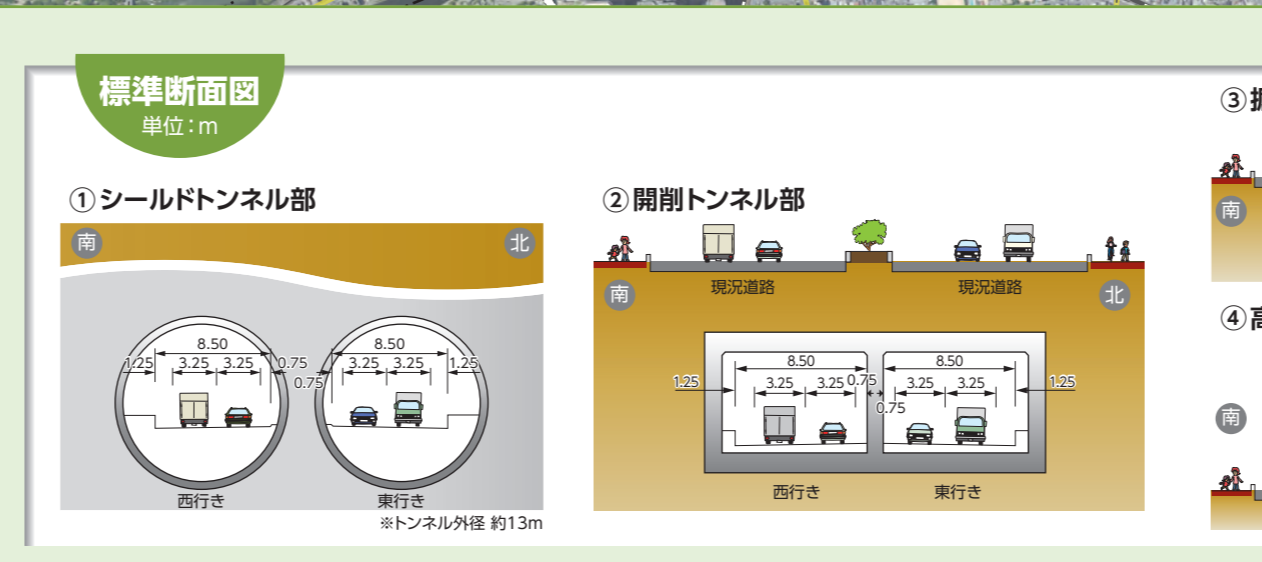 標準断面図
単位：m
①シールドトンネル部
南
北
8.50
8.50
1.25
3.25
3.25
0.75
0.75
3.25
3.25
1.25
西行き
東行き
※トンネル外径 約13m
②開削トンネル部
現況道路
現況道路
南
北
8.50
8.50
1.25
3.25
3.25
0.75
0.75
3.25
3.25
1.25
西行き
東行き
③
南
④高
南